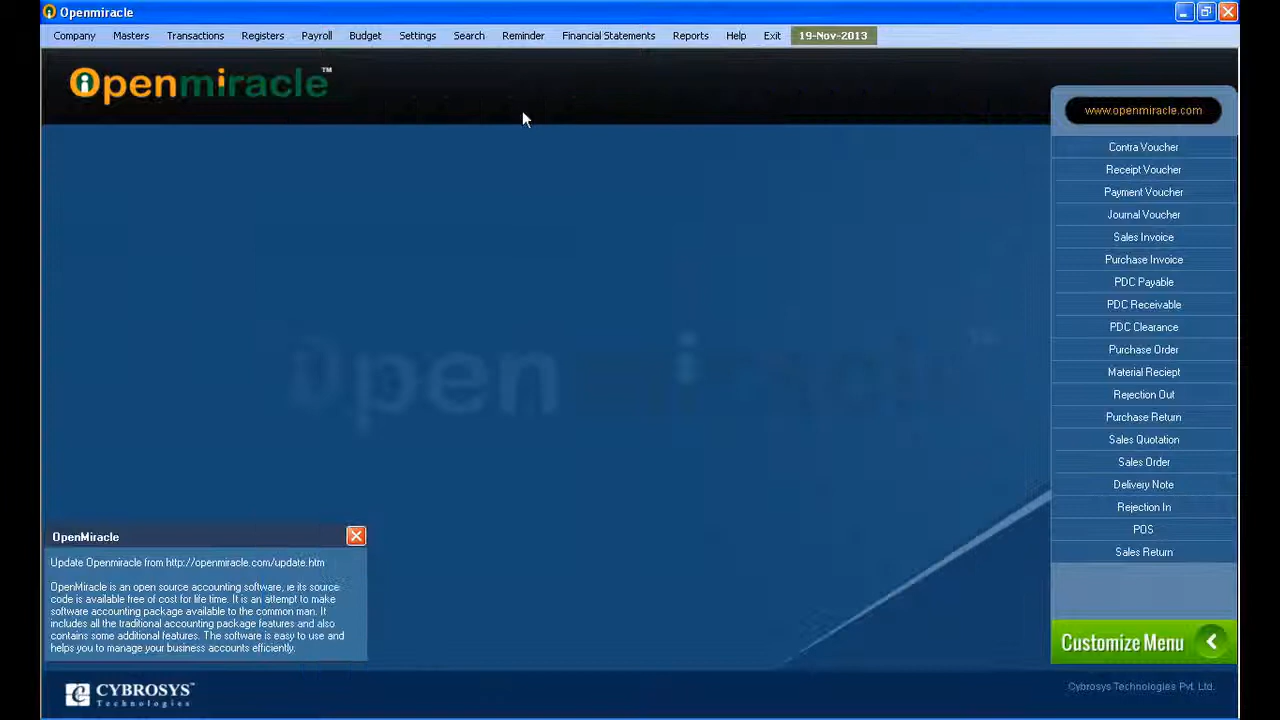 Openmiracle
Company Masters Transactions Registers Payroll Budget Settings Search Reminder Financial Statements Reports Help Exit 19-Nov-2013
Openmiracle™
www.openmiracle.com
Contra Voucher
Receipt Voucher
Payment Voucher
Journal Voucher
Sales Invoice
Purchase Invoice
PDC Payable
PDC Receivable
PDC Clearance
Purchase Order
Material Reciept
Rejection Out
Purchase Return
Sales Quotation
Sales Order
Delivery Note
Rejection In
POS
Sales Return
Customize Menu
Open i
OpenMiracle
Update Openmiracle from http://openmiracle.com/update.htm
OpenMiracle is an open source accounting software, ie its source
code is available free of cost for life time. It is an attempt to make
software accounting package available to the common man. It
includes all the traditional accounting package features and also
contains some additional features. The software is easy to use and
helps you to manage your business accounts efficiently.
CYBROSYS™
Technologies
Cybrosys Technologies Pvt. Ltd.